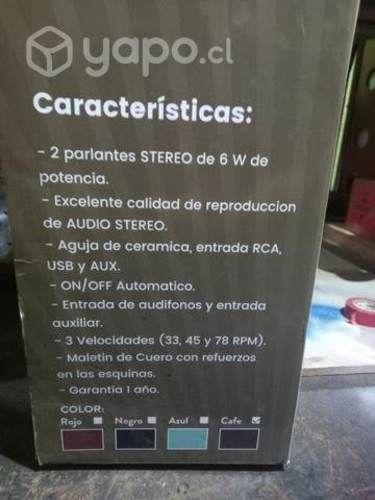 yapo.cl
Características:
- 2 parlantes STEREO de 6 W de
potencia.
- Excelente calidad de reproduccion
de AUDIO STEREO.
- Aguja de ceramica, entrada RCA,
USB y AUX.
- ON/OFF Automatico.
- Entrada de audifonos y entrada
auxiliar.
- 3 Velocidades (33, 45 y 78 RPM).
- Maletin de Cuero con refuerzos
en las esquinas.
- Garantia 1 año.
COLOR:
Rojo Negro Azul Cafe